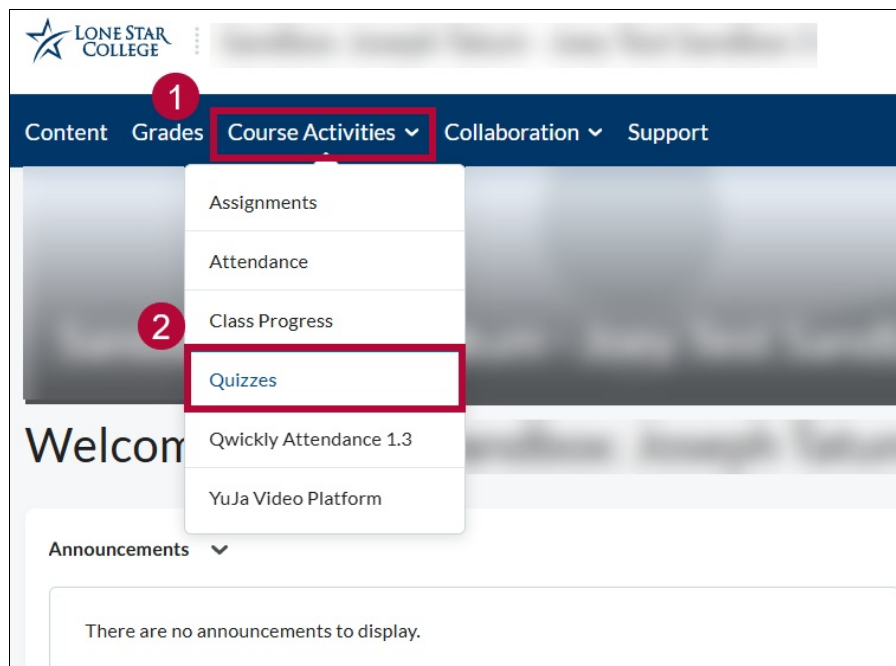 LONE STAR
COLLEGE
1
Content Grades Course Activities Collaboration Support
Assignments
Attendance
Class Progress
2
Quizzes
Qwickly Attendance 1.3
YuJa Video Platform
Announcements
There are no announcements to display.